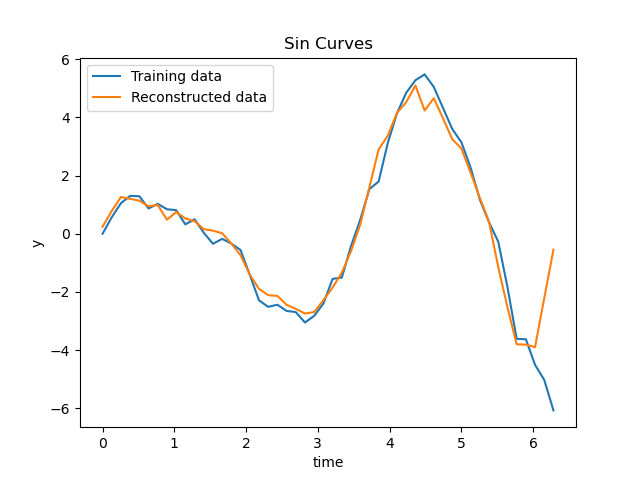 Sin Curves
Training data
Reconstructed data
6
4
2
0
−2
−4
−6
y
0 1 2 3 4 5 6
time